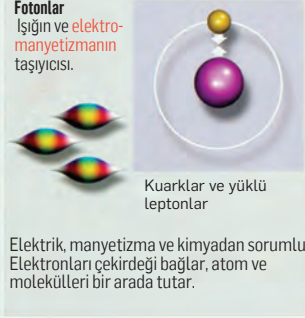 Fotonlar
Işığın ve elektro-
manyetizmanın
taşıyıcısı.
Kuarklar ve yüklü
leptonlar
Elektrik, manyetizma ve kimyadan sorumlu
Elektronları çekirdeği bağlar, atom ve
molekülleri bir arada tutar.